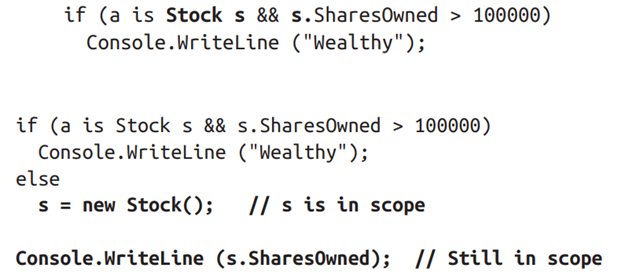 if (a is Stock s && s.SharesOwned > 100000)
Console.WriteLine ("Wealthy");
if (a is Stock s && s.SharesOwned > 100000)
Console.WriteLine ("Wealthy");
else
s = new Stock(); // s is in scope
Console.WriteLine (s.SharesOwned); // Still in scope